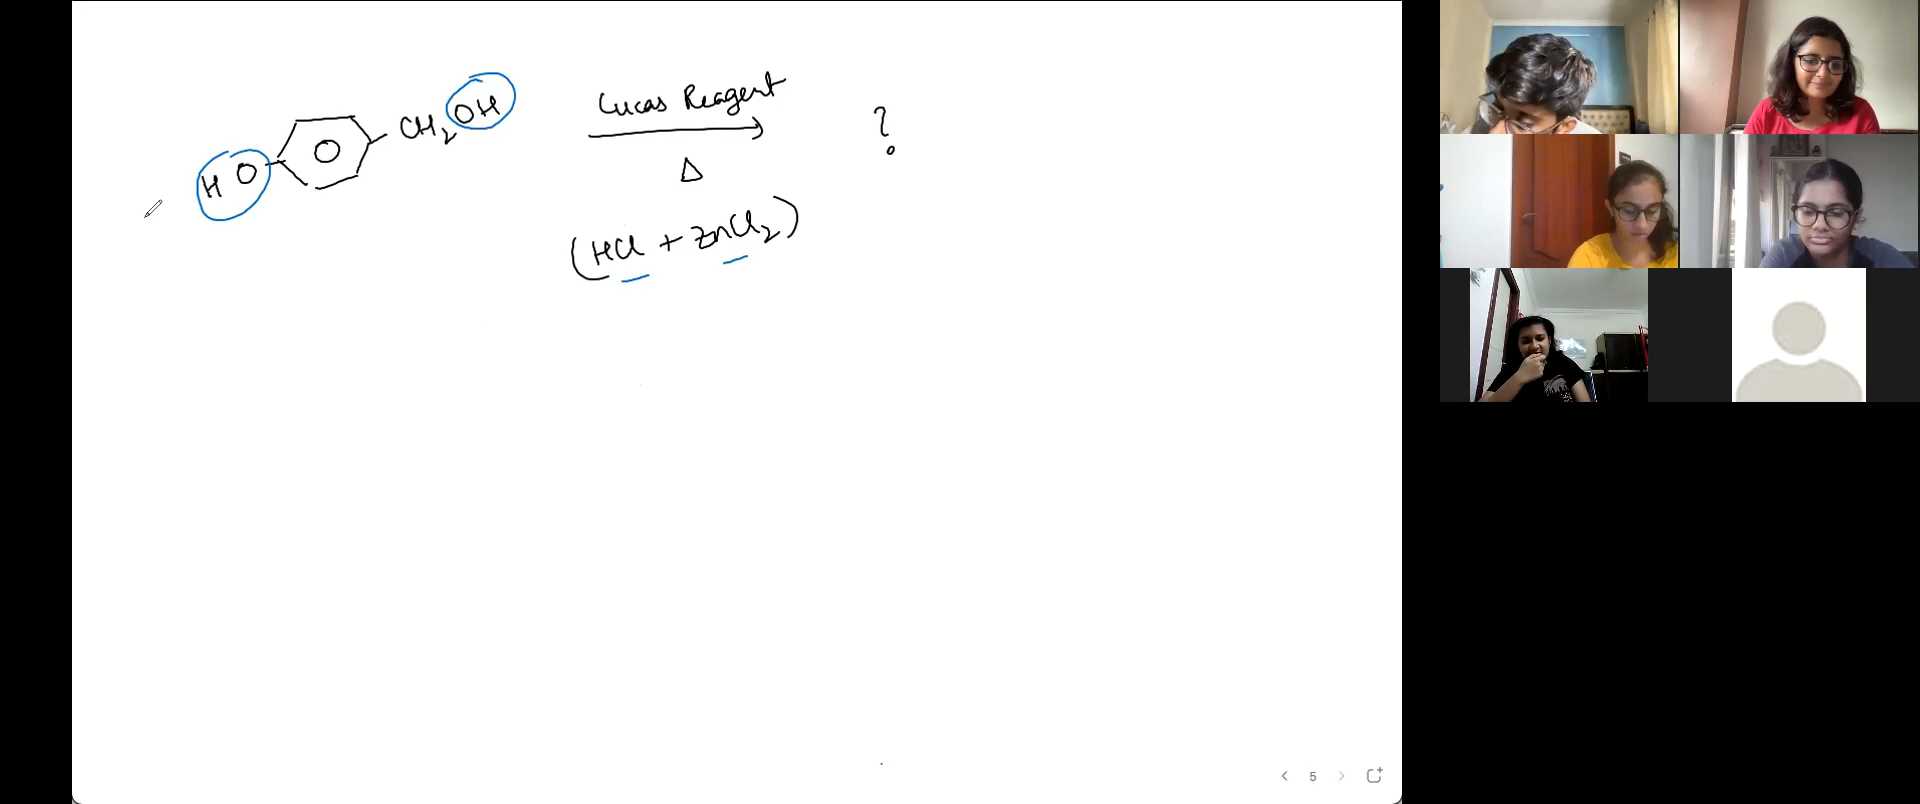 HO CH₂OH
Lucas Reagent
Δ
?
(HCl + ZnCl₂)
5